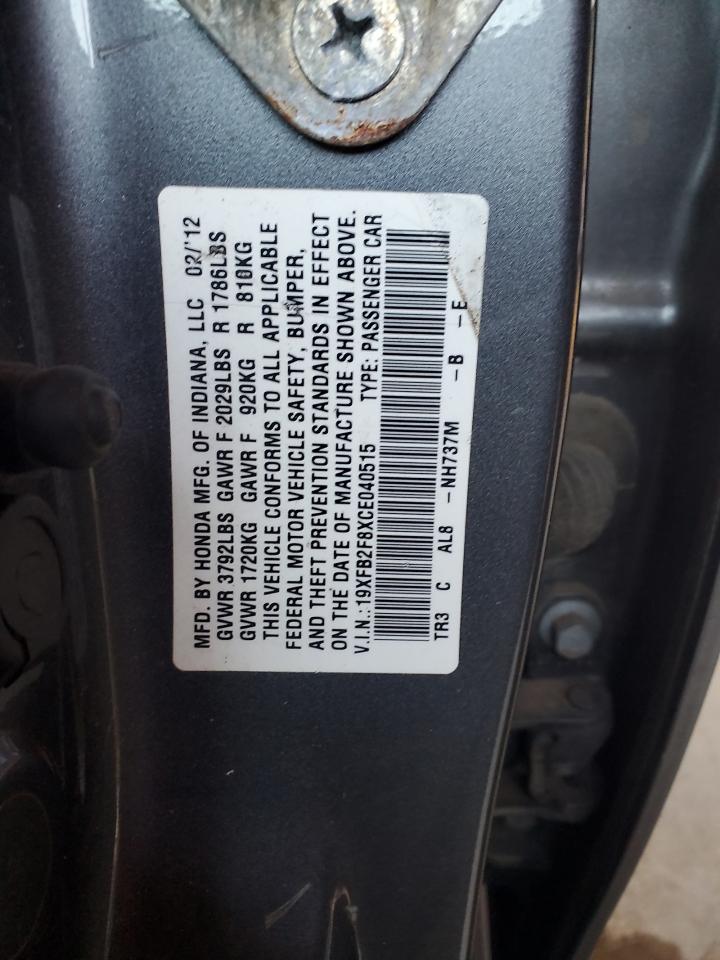 MFD. BY HONDA MFG. OF INDIANA, LLC 02/'12
GVWR 3792LBS GAWR F 2029LBS R 1786LBS
GVWR 1720KG GAWR F 920KG R 810KG
THIS VEHICLE CONFORMS TO ALL APPLICABLE
FEDERAL MOTOR VEHICLE SAFETY, BUMPER,
AND THEFT PREVENTION STANDARDS IN EFFECT
ON THE DATE OF MANUFACTURE SHOWN ABOVE.
V.I.N.:19XFB2F8XCE040515 TYPE: PASSENGER CAR
TR3 C AL8 -NH737M -B -E